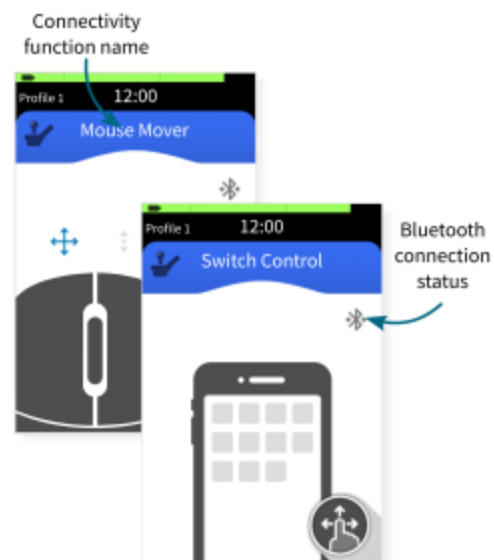 Connectivity
function name
Profile 1 12:00
Mouse Mover
Profile 1 12:00
Switch Control
Bluetooth
connection
status